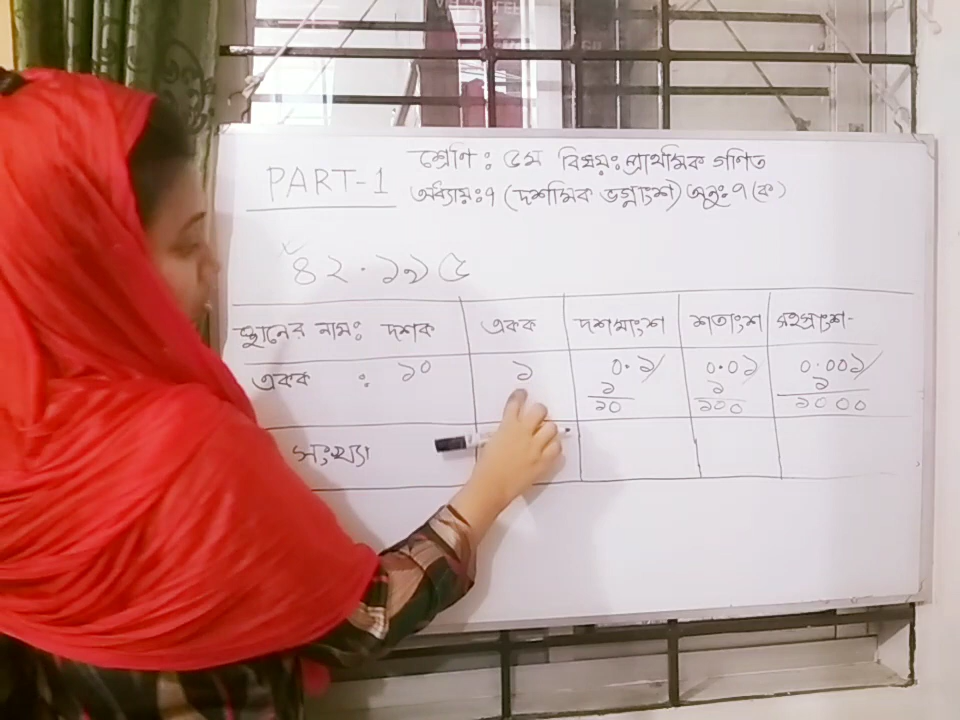 PART-1
শ্রেণি: ৫ম বিষয়: প্রাথমিক গণিত
অধ্যায়: ৭ (দশমিক ভগ্নাংশ) অনু: ৭ (ক)
৪২.১৯৫
স্থানের নাম: দশক একক দশমাংশ শতাংশ সহস্রাংশ
একক : ১০ ১ ০.১/ ০.০১ ০.০০১/
১/১০ ১/১০০ ১/১০০০
সংখ্যা